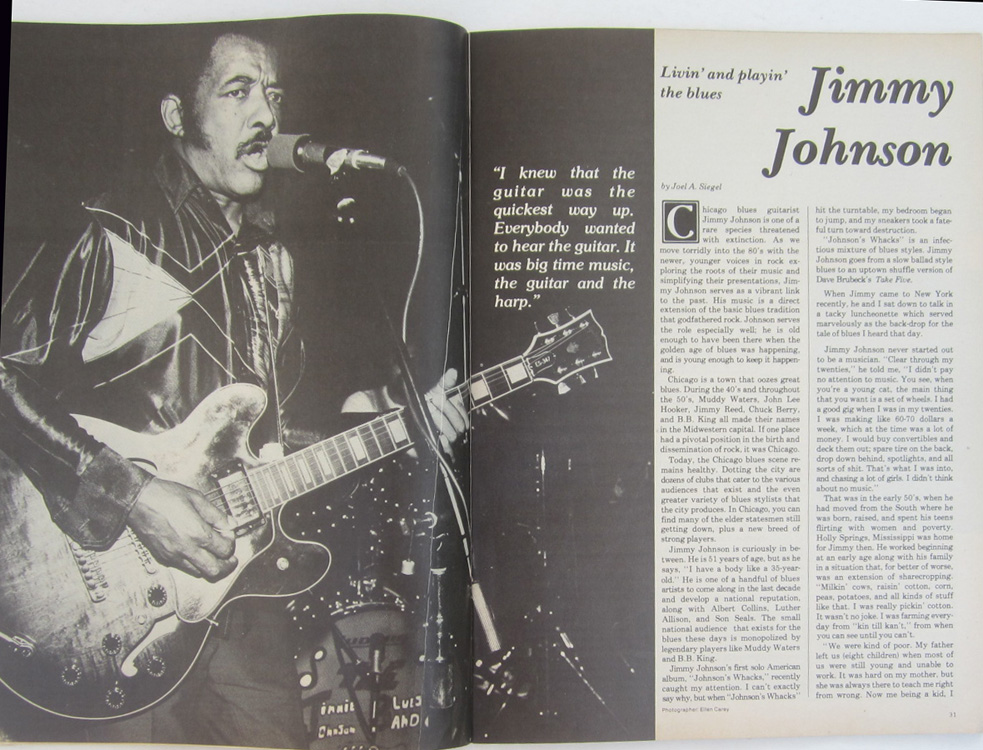 Livin' and playin'
the blues
Jimmy
Johnson
by Joel A. Siegel
"I knew that the
guitar was the
quickest way up.
Everybody wanted
to hear the guitar. It
was big time music,
the guitar and the
harp."
Chicago blues guitarist
Jimmy Johnson is one of a
rare species threatened
with extinction. As we
move torridly into the 80's with the
newer, younger voices in rock ex-
ploring the roots of their music and
simplifying their presentations, Jim-
my Johnson serves as a vibrant link
to the past. His music is a direct
extension of the basic blues tradition
that godfathered rock. Johnson serves
the role especially well; he is old
enough to have been there when the
golden age of blues was happening,
and is young enough to keep it happen-
ing.
Chicago is a town that oozes great
blues. During the 40's and throughout
the 50's, Muddy Waters, John Lee
Hooker, Jimmy Reed, Chuck Berry,
and B.B. King all made their names
in the Midwestern capital. If one place
had a pivotal position in the birth and
dissemination of rock, it was Chicago.
Today, the Chicago blues scene re-
mains healthy. Dotting the city are
dozens of clubs that cater to the various
audiences that exist and the even
greater variety of blues stylists that
the city produces. In Chicago, you can
find many of the elder statesmen still
getting down, plus a new breed of
strong players.
Jimmy Johnson is curiously in be-
tween. He is 51 years of age, but as he
says, "I have a body like a 35-year-
old." He is one of a handful of blues
artists to come along in the last decade
and develop a national reputation,
along with Albert Collins, Luther
Allison, and Son Seals. The small
national audience that exists for the
blues these days is monopolized by
legendary players like Muddy Waters
and B.B. King.
Jimmy Johnson's first solo American
album, "Johnson's Whacks," recently
caught my attention. I can't exactly
say why, but when "Johnson's Whacks"
hit the turntable, my bedroom began
to jump, and my sneakers took a fate-
ful turn toward destruction.
"Johnson's Whacks" is an infec-
tious mixture of blues styles. Jimmy
Johnson goes from a slow ballad style
blues to an uptown shuffle version of
Dave Brubeck's Take Five.
When Jimmy came to New York
recently, he and I sat down to talk in
a tacky luncheonette which served
marvelously as the back-drop for the
tale of blues I heard that day.
Jimmy Johnson never started out
to be a musician. "Clear through my
twenties," he told me, "I didn't pay
no attention to music. You see, when
you're a young cat, the main thing
that you want is a set of wheels. I had
a good gig when I was in my twenties.
I was making like 60-70 dollars a
week, which at the time was a lot of
money. I would buy convertibles and
deck them out; spare tire on the back,
drop down behind, spotlights, and all
sorts of shit. That's what I was into,
and chasing a lot of girls. I didn't think
about no music."
That was in the early 50's, when he
had moved from the South where he
was born, raised, and spent his teens
flirting with women and poverty.
Holly Springs, Mississippi was home
for Jimmy then. He worked beginning
at an early age along with his family
in a situation that, for better of worse,
was an extension of sharecropping.
"Milkin' cows, raisin' cotton, corn,
peas, potatoes, and all kinds of stuff
like that. I was really pickin' cotton.
It wasn't no joke. I was farming every-
day from "kin till kan't," from when
you can see until you can't.
"We were kind of poor. My father
left us (eight children) when most of
us were still young and unable to
work. It was hard on my mother, but
she was always there to teach me right
from wrong. Now me being a kid, I
Photographer: Ellen Carey
31